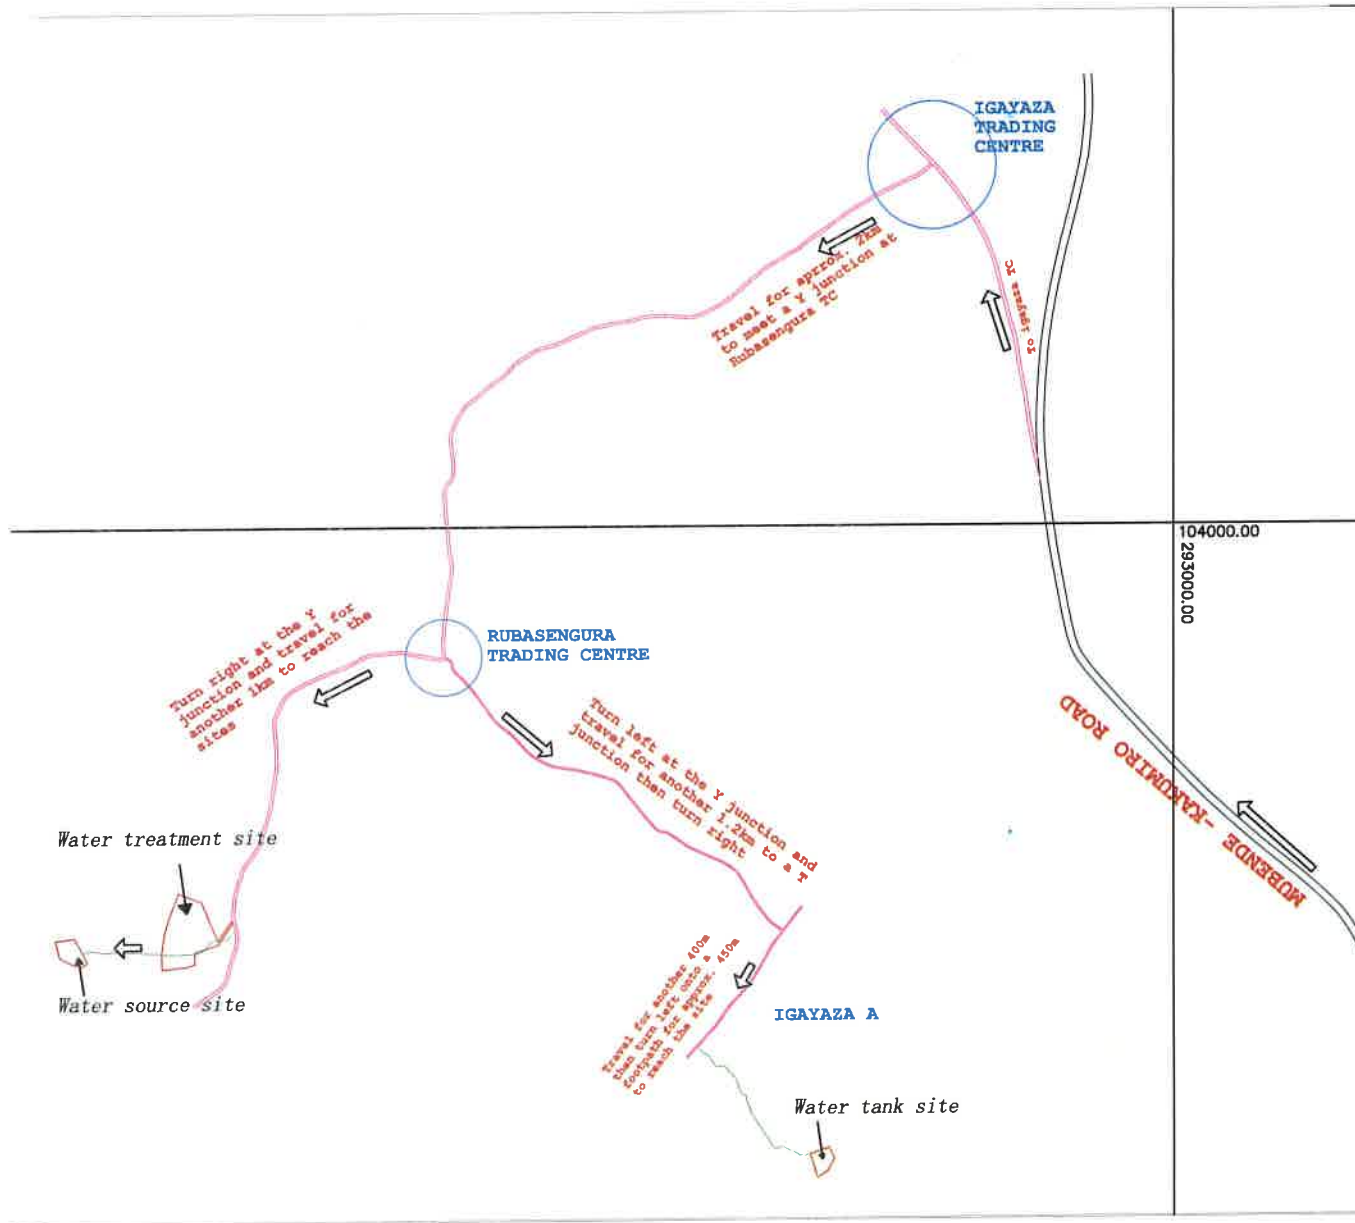 IGAYAZA
TRADING
CENTRE
To Igayaza TC
Travel for aprrox. 2km
to meet a Y junction at
Rubasengura TC
104000.00
293000.00
Turn right at the Y
junction and travel for
another 1km to reach the
sites
RUBASENGURA
TRADING CENTRE
Turn left at the Y junction and
travel for another 1.2km to a T
junction then turn right
MUBENDE -KAKUMIRO ROAD
Water treatment site
Water source site
Travel for another 400m
then turn left onto a
footpath for approx. 450m
to reach the site
IGAYAZA A
Water tank site